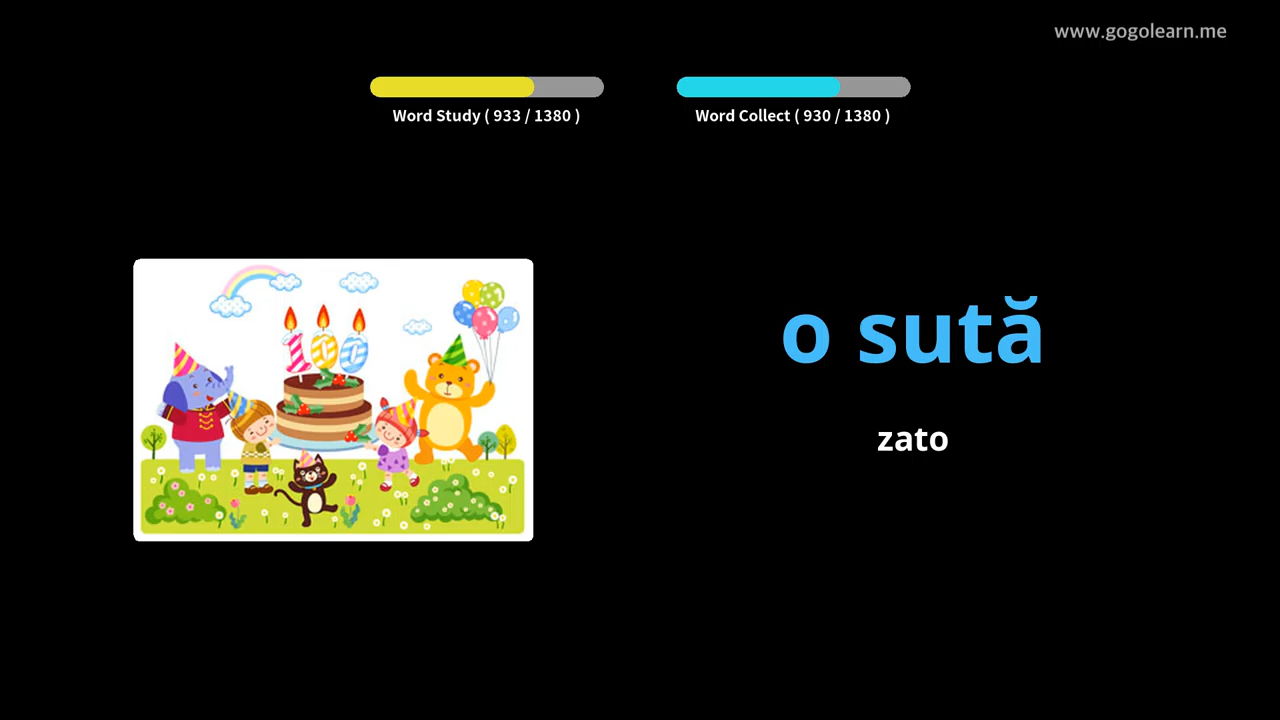 www.gogolearn.me
Word Study ( 933 / 1380 )
Word Collect ( 930 / 1380 )
100
o sută
zato